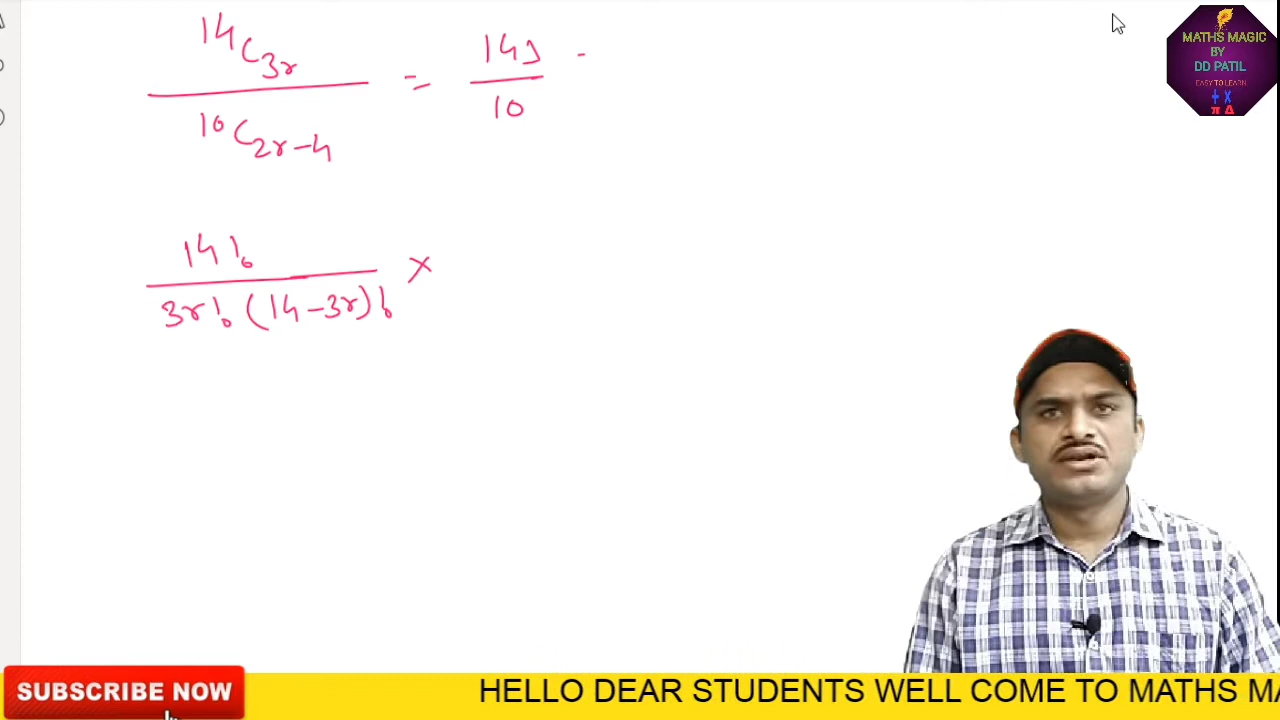 ¹⁴C₃ᵣ / ¹⁰C₂ᵣ₋₄ = 143 / 10 -
14! / 3r! (14-3r)! ×
MATHS MAGIC
BY
DD PATIL
EASY TO LEARN
+ X
π Δ
SUBSCRIBE NOW
HELLO DEAR STUDENTS WELL COME TO MATHS MA